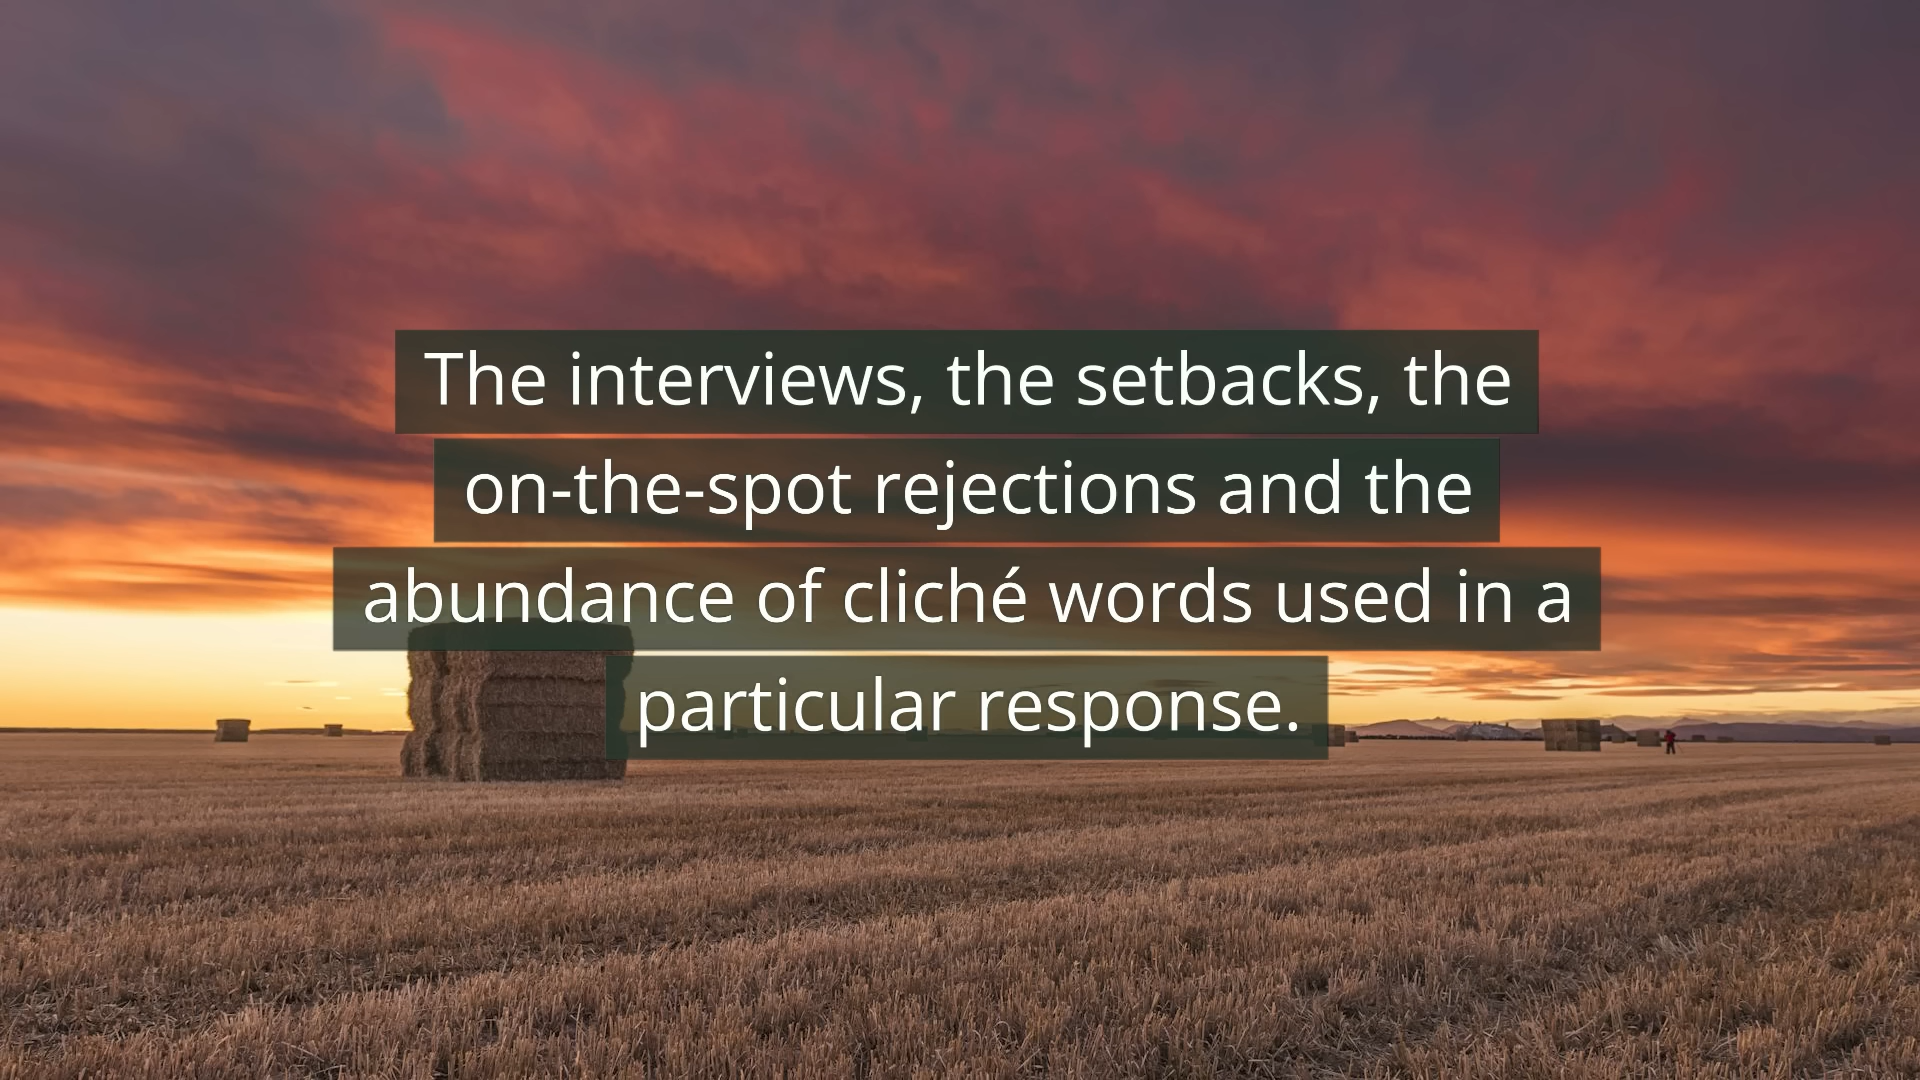 The interviews, the setbacks, the
on-the-spot rejections and the
abundance of cliché words used in a
particular response.